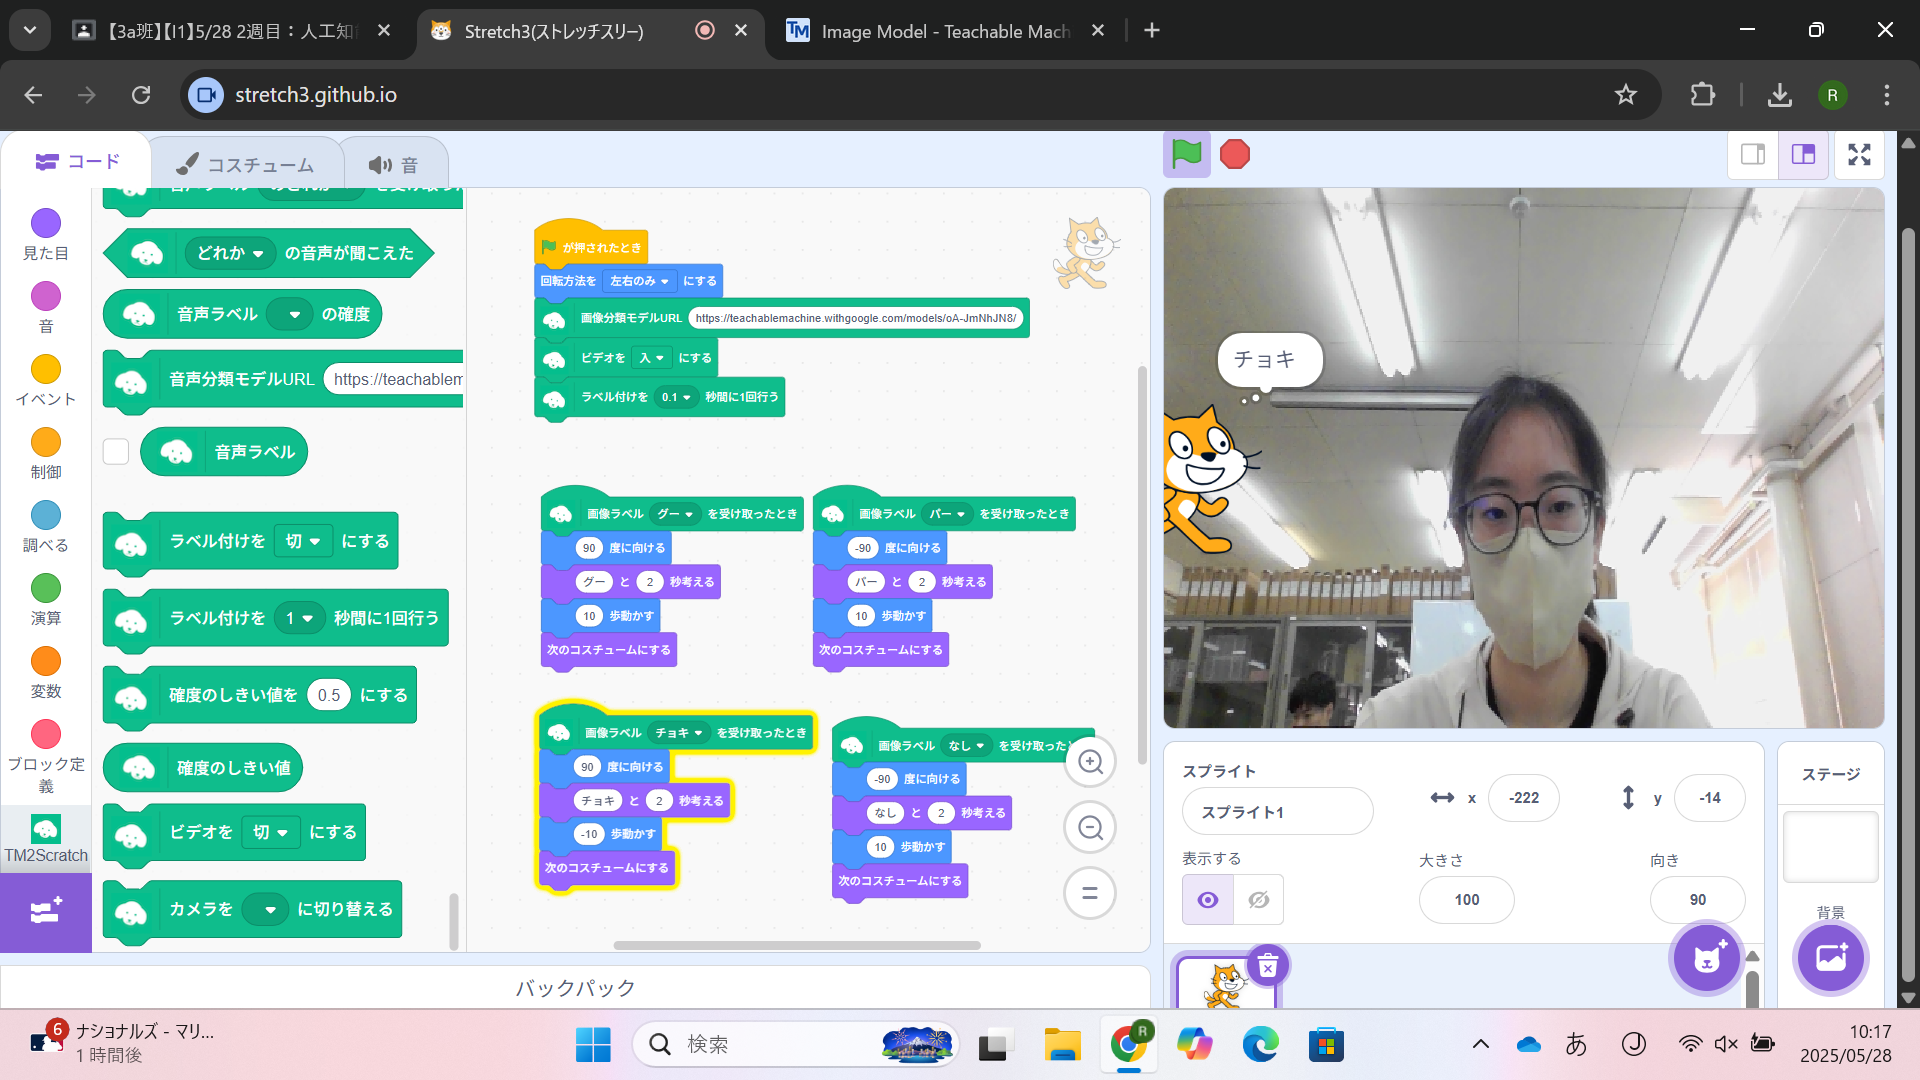 【3a班】【I1】5/28 2週目：人工知
Stretch3(ストレッチスリー)
TM
Image Model - Teachable Mach
stretch3.github.io
R
コード
コスチューム
音
見た目
音
イベント
制御
調べる
演算
変数
ブロック定
義
TM2Scratch
どれか の音声が聞こえた
音声ラベル の確度
音声分類モデルURL https://teachablem
音声ラベル
ラベル付けを 切 にする
ラベル付けを 1 秒間に1回行う
確度のしきい値を 0.5 にする
確度のしきい値
ビデオを 切 にする
カメラを に切り替える
が押されたとき
回転方法を 左右のみ にする
画像分類モデルURL https://teachablemachine.withgoogle.com/models/oA-JmNhJN8/
ビデオを 入 にする
ラベル付けを 0.1 秒間に1回行う
画像ラベル グー を受け取ったとき
90 度に向ける
グー と 2 秒考える
10 歩動かす
次のコスチュームにする
画像ラベル パー を受け取ったとき
-90 度に向ける
パー と 2 秒考える
10 歩動かす
次のコスチュームにする
画像ラベル チョキ を受け取ったとき
90 度に向ける
チョキ と 2 秒考える
-10 歩動かす
次のコスチュームにする
画像ラベル なし を受け取ったと
-90 度に向ける
なし と 2 秒考える
10 歩動かす
次のコスチュームにする
バックパック
チョキ
スプライト
スプライト1
x -222
y -14
表示する
大きさ
100
向き
90
ステージ
背景
6
ナショナルズ - マリ...
1 時間後
検索
R
あ
J
10:17
2025/05/28